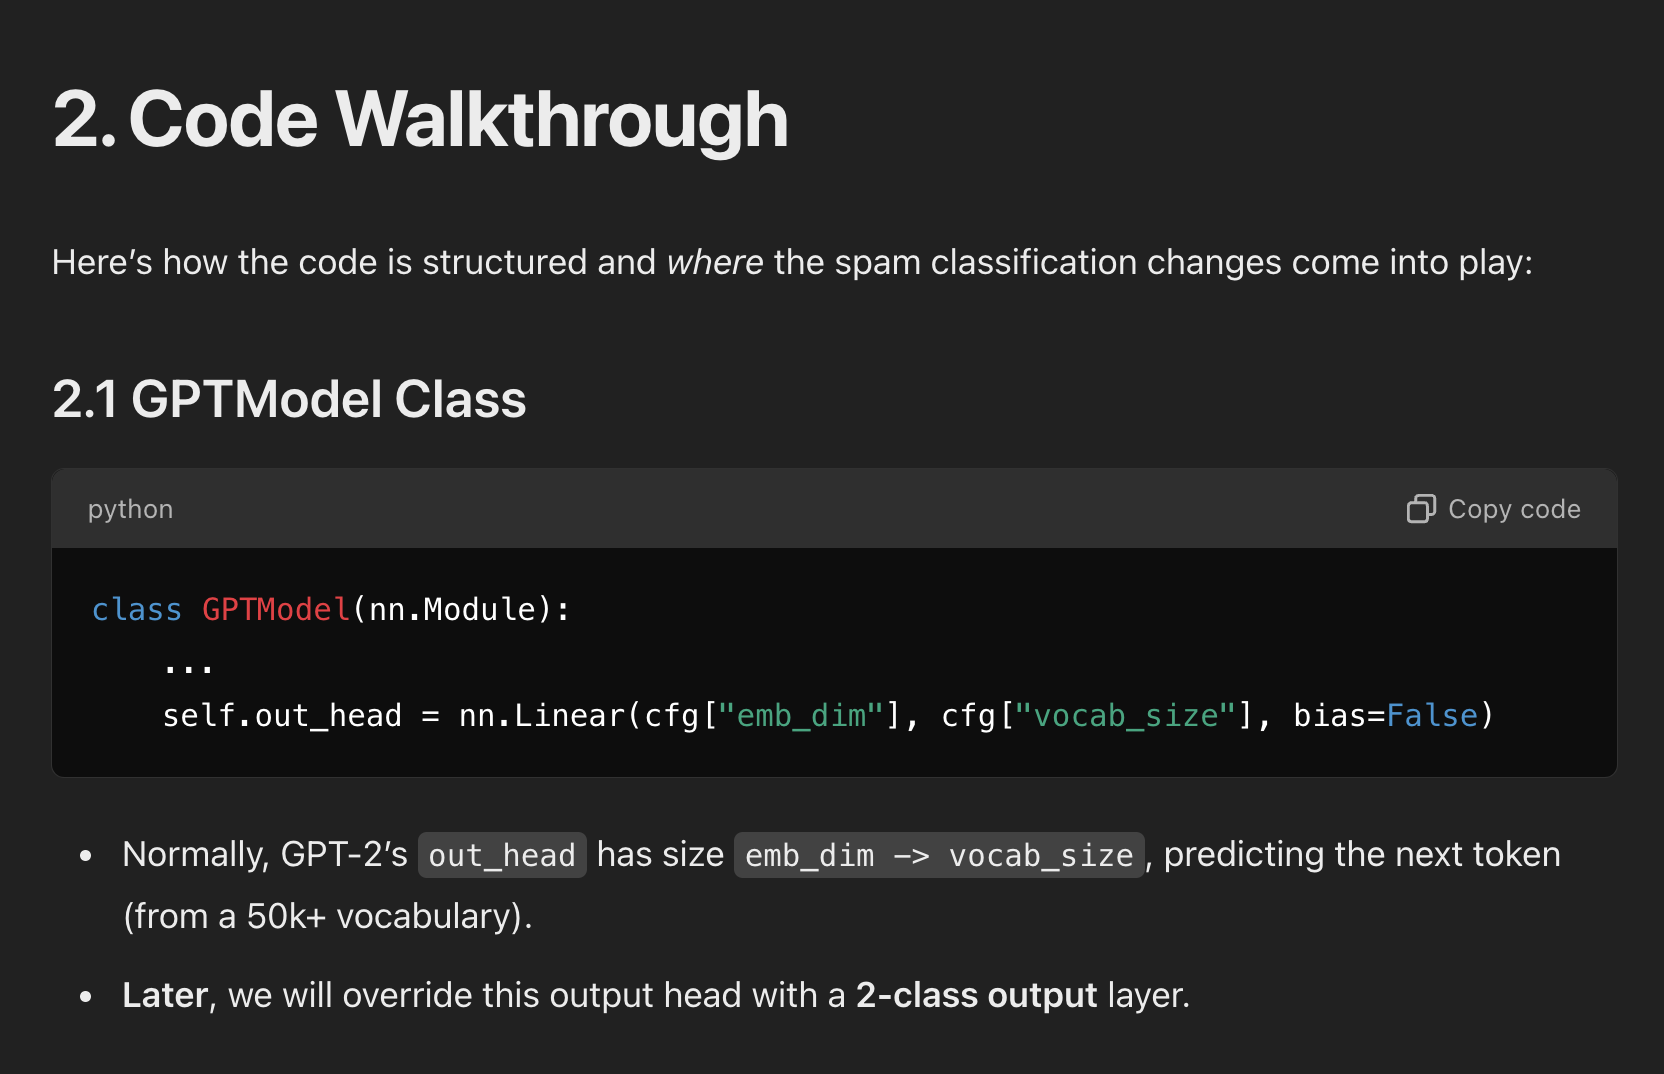 2. Code Walkthrough
Here’s how the code is structured and where the spam classification changes come into play:
2.1 GPTModel Class
python
Copy code
class GPTModel(nn.Module):
    ...
    self.out_head = nn.Linear(cfg["emb_dim"], cfg["vocab_size"], bias=False)
Normally, GPT-2’s out_head has size emb_dim -> vocab_size, predicting the next token
(from a 50k+ vocabulary).
Later, we will override this output head with a 2-class output layer.